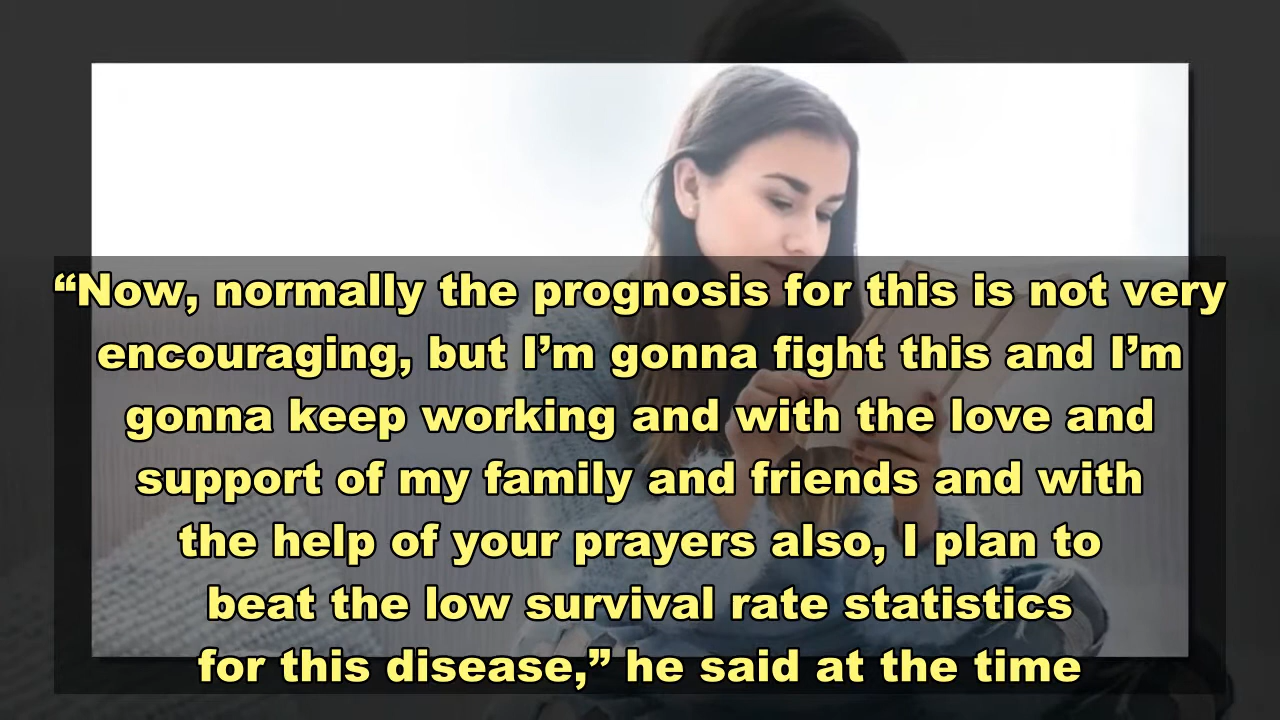 “Now, normally the prognosis for this is not very
encouraging, but I’m gonna fight this and I’m
gonna keep working and with the love and
support of my family and friends and with
the help of your prayers also, I plan to
beat the low survival rate statistics
for this disease,” he said at the time